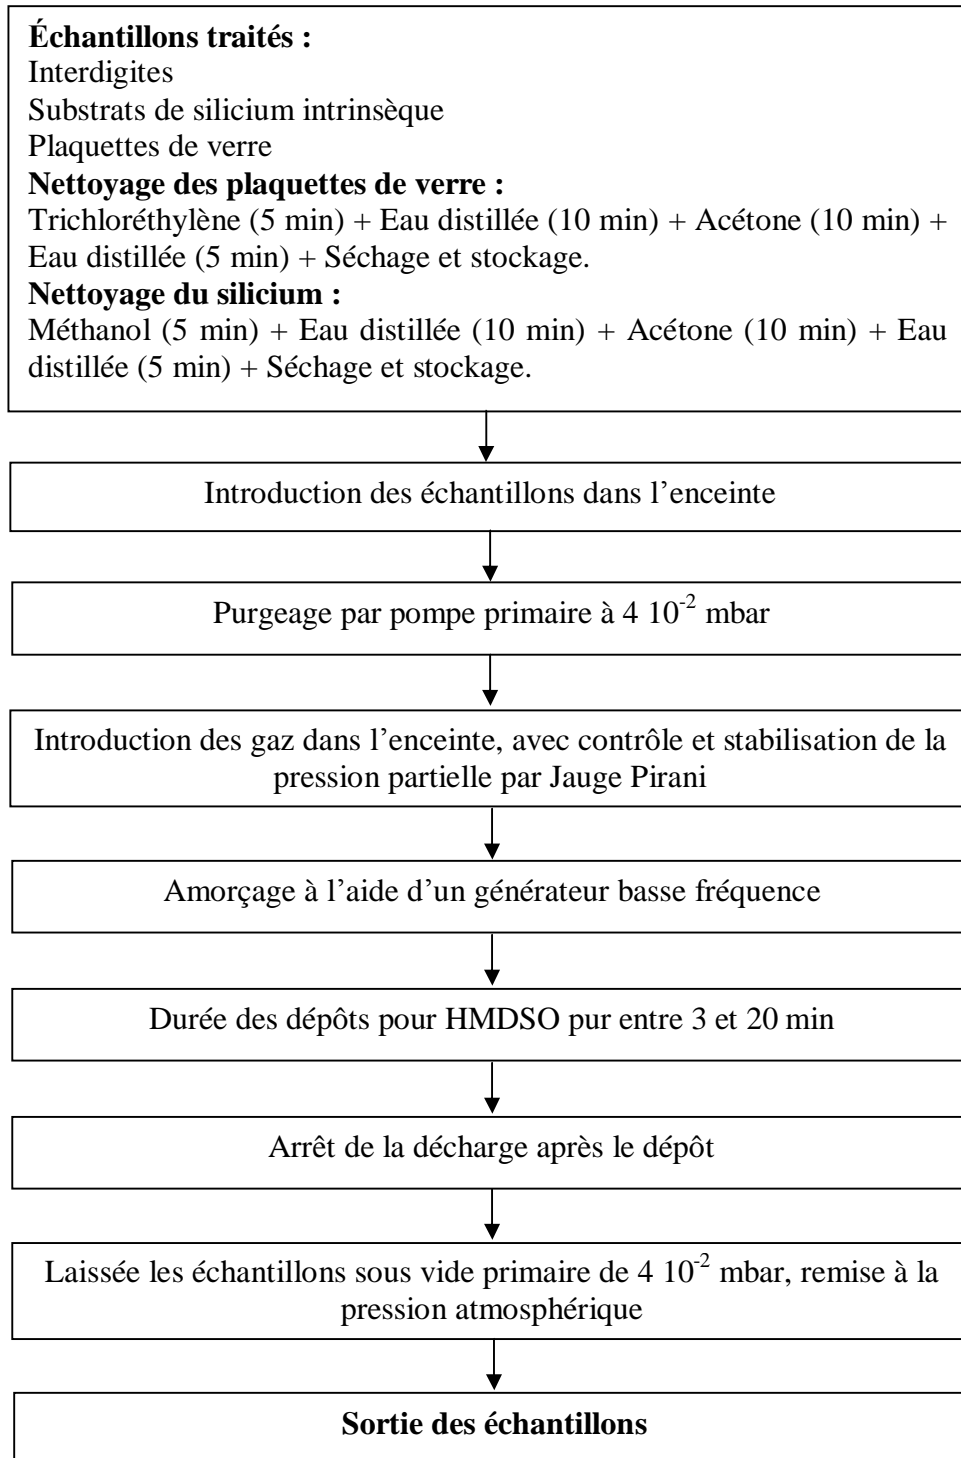 Échantillons traités :
Interdigites
Substrats de silicium intrinsèque
Plaquettes de verre
Nettoyage des plaquettes de verre :
Trichloréthylène (5 min) + Eau distillée (10 min) + Acétone (10 min) +
Eau distillée (5 min) + Séchage et stockage.
Nettoyage du silicium :
Méthanol (5 min) + Eau distillée (10 min) + Acétone (10 min) + Eau
distillée (5 min) + Séchage et stockage.
Introduction des échantillons dans l’enceinte
Purgeage par pompe primaire à 4 10⁻² mbar
Introduction des gaz dans l’enceinte, avec contrôle et stabilisation de la
pression partielle par Jauge Pirani
Amorçage à l’aide d’un générateur basse fréquence
Durée des dépôts pour HMDSO pur entre 3 et 20 min
Arrêt de la décharge après le dépôt
Laissée les échantillons sous vide primaire de 4 10⁻² mbar, remise à la
pression atmosphérique
Sortie des échantillons